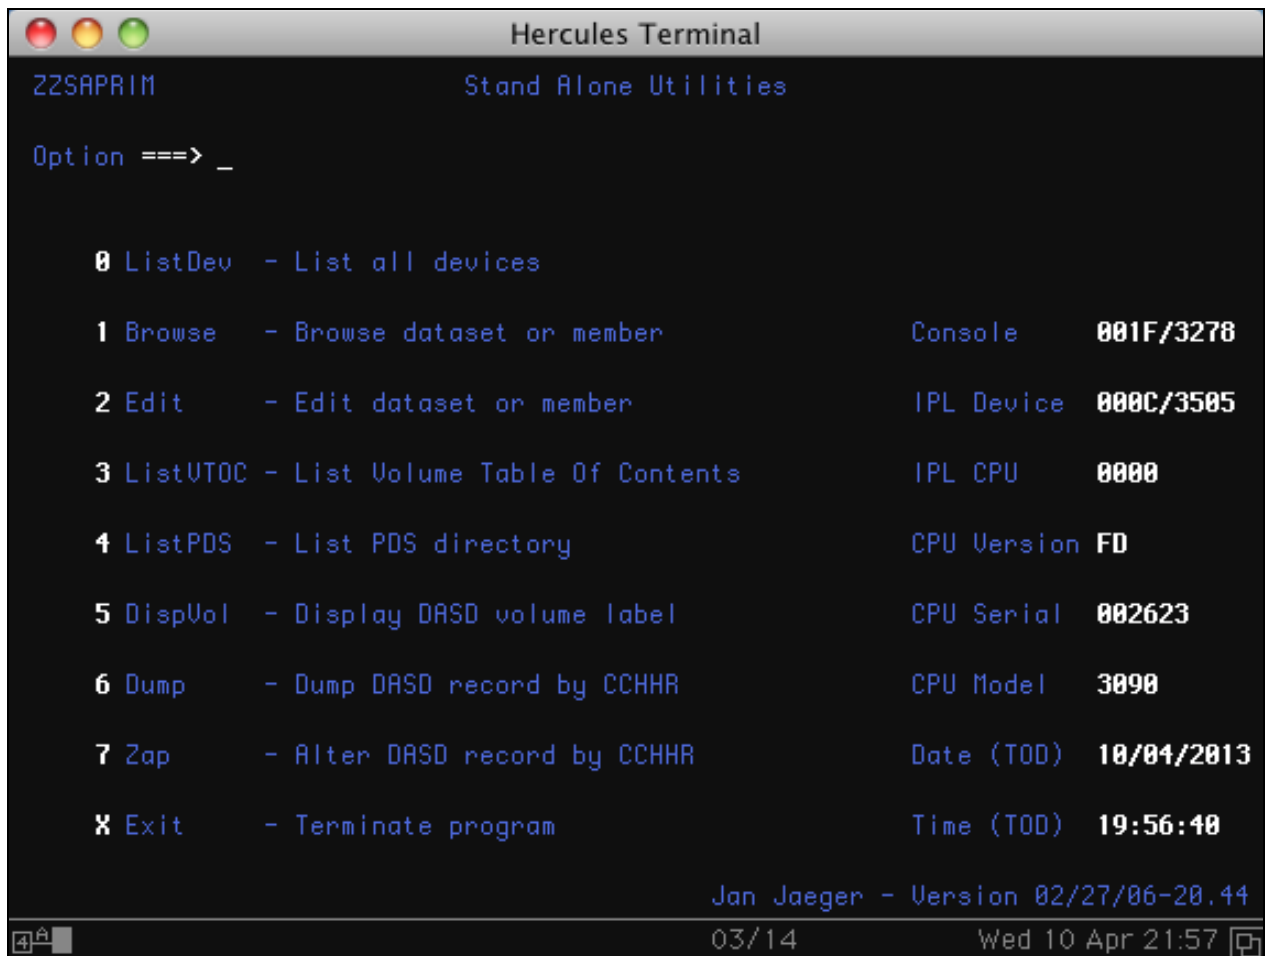 Hercules Terminal
ZZSAPRIM Stand Alone Utilities
Option ===> _
0 ListDev - List all devices
1 Browse - Browse dataset or member Console 001F/3278
2 Edit - Edit dataset or member IPL Device 000C/3505
3 ListVTOC - List Volume Table Of Contents IPL CPU 0000
4 ListPDS - List PDS directory CPU Version FD
5 DispVol - Display DASD volume label CPU Serial 002623
6 Dump - Dump DASD record by CCHHR CPU Model 3090
7 Zap - Alter DASD record by CCHHR Date (TOD) 10/04/2013
X Exit - Terminate program Time (TOD) 19:56:40
Jan Jaeger - Version 02/27/06-20.44
4 A 03/14 Wed 10 Apr 21:57